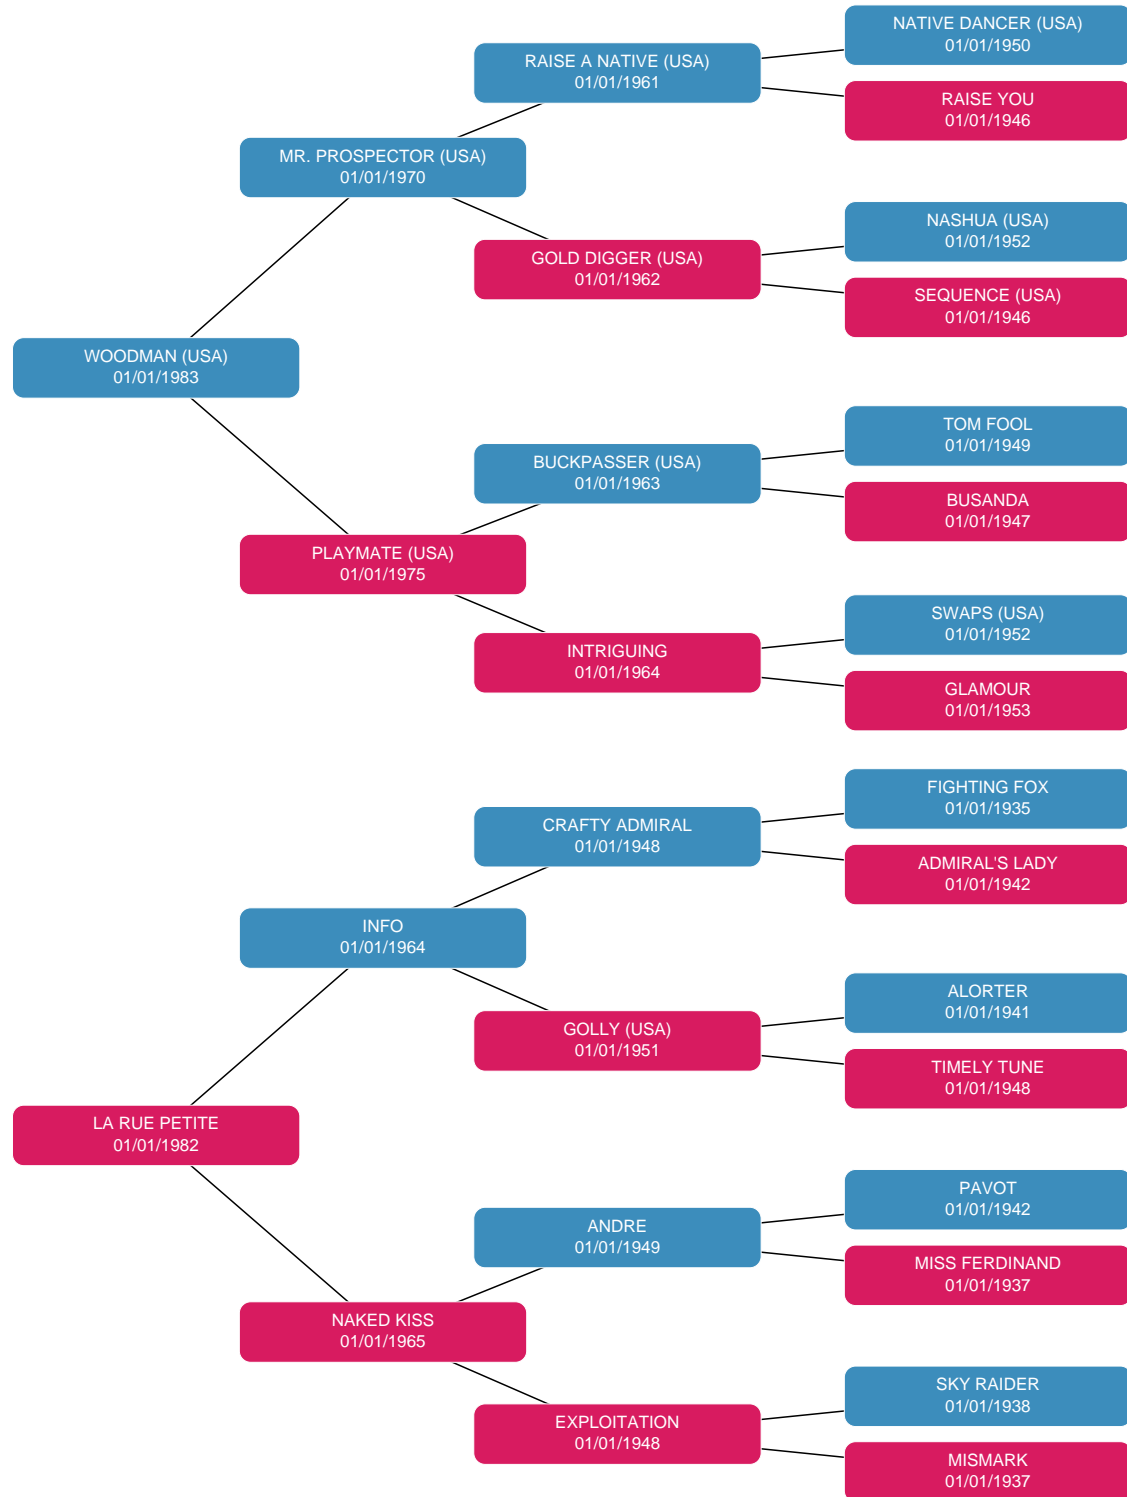 NATIVE DANCER (USA)
01/01/1950
RAISE A NATIVE (USA)
01/01/1961
RAISE YOU
01/01/1946
MR. PROSPECTOR (USA)
01/01/1970
NASHUA (USA)
01/01/1952
GOLD DIGGER (USA)
01/01/1962
SEQUENCE (USA)
01/01/1946
WOODMAN (USA)
01/01/1983
TOM FOOL
01/01/1949
BUCKPASSER (USA)
01/01/1963
BUSANDA
01/01/1947
PLAYMATE (USA)
01/01/1975
SWAPS (USA)
01/01/1952
INTRIGUING
01/01/1964
GLAMOUR
01/01/1953
FIGHTING FOX
01/01/1935
CRAFTY ADMIRAL
01/01/1948
ADMIRAL'S LADY
01/01/1942
INFO
01/01/1964
ALORTER
01/01/1941
GOLLY (USA)
01/01/1951
TIMELY TUNE
01/01/1948
LA RUE PETITE
01/01/1982
PAVOT
01/01/1942
ANDRE
01/01/1949
MISS FERDINAND
01/01/1937
NAKED KISS
01/01/1965
SKY RAIDER
01/01/1938
EXPLOITATION
01/01/1948
MISMARK
01/01/1937